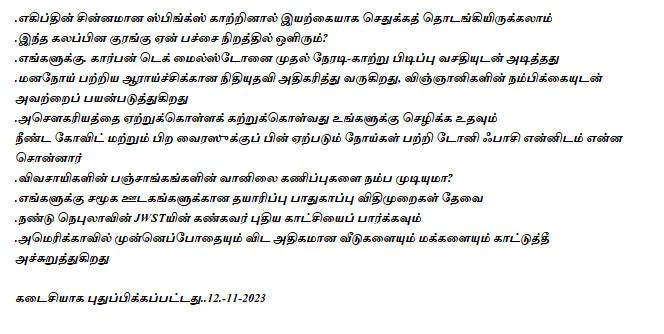 .எகிப்தின் சின்னமான ஸ்பிங்க்ஸ் காற்றினால் இயற்கையாக செதுக்கத் தொடங்கியிருக்கலாம்
.இந்த கலப்பின குரங்கு ஏன் பச்சை நிறத்தில் ஒளிரும்?
.எங்களுக்கு. கார்பன் டெக் மைல்ஸ்டோனை முதல் நேரடி-காற்று பிடிப்பு வசதியுடன் அடித்தது
.மனநோய் பற்றிய ஆராய்ச்சிக்கான நிதியுதவி அதிகரித்து வருகிறது, விஞ்ஞானிகளின் நம்பிக்கையுடன்
அவற்றைப் பயன்படுத்துகிறது
.அசௌகரியத்தை ஏற்றுக்கொள்ளக் கற்றுக்கொள்வது உங்களுக்கு செழிக்க உதவும்
நீண்ட கோவிட் மற்றும் பிற வைரஸுக்குப் பின் ஏற்படும் நோய்கள் பற்றி டோனி ஃபாசி என்னிடம் என்ன
சொன்னார்
.விவசாயிகளின் பஞ்சாங்கங்களின் வானிலை கணிப்புகளை நம்ப முடியுமா?
.எங்களுக்கு சமூக ஊடகங்களுக்கான தயாரிப்பு பாதுகாப்பு விதிமுறைகள் தேவை
.நண்டு நெபுலாவின் JWSTயின் கண்கவர் புதிய காட்சியைப் பார்க்கவும்
.அமெரிக்காவில் முன்னெப்போதையும் விட அதிகமான வீடுகளையும் மக்களையும் காட்டுத்தீ
அச்சுறுத்துகிறது
கடைசியாக புதுப்பிக்கப்பட்டது..12.-11-2023